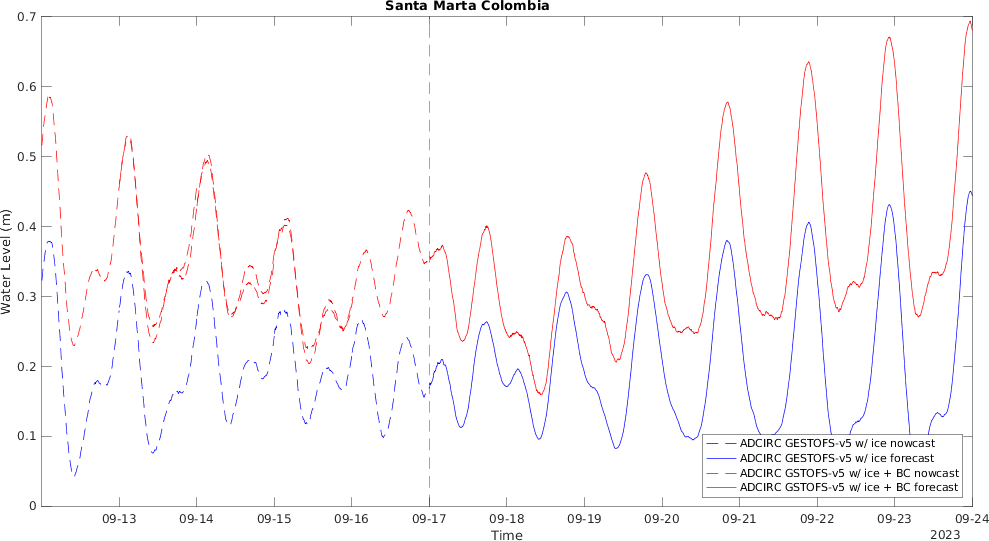 Santa Marta Colombia
0.7
0.6
0.5
0.4
0.3
0.2
0.1
0
Water Level (m)
09-13 09-14 09-15 09-16 09-17 09-18 09-19 09-20 09-21 09-22 09-23 09-24
Time
2023
ADCIRC GESTOFS-v5 w/ ice nowcast
ADCIRC GESTOFS-v5 w/ ice forecast
ADCIRC GSTOFS-v5 w/ ice + BC nowcast
ADCIRC GSTOFS-v5 w/ ice + BC forecast